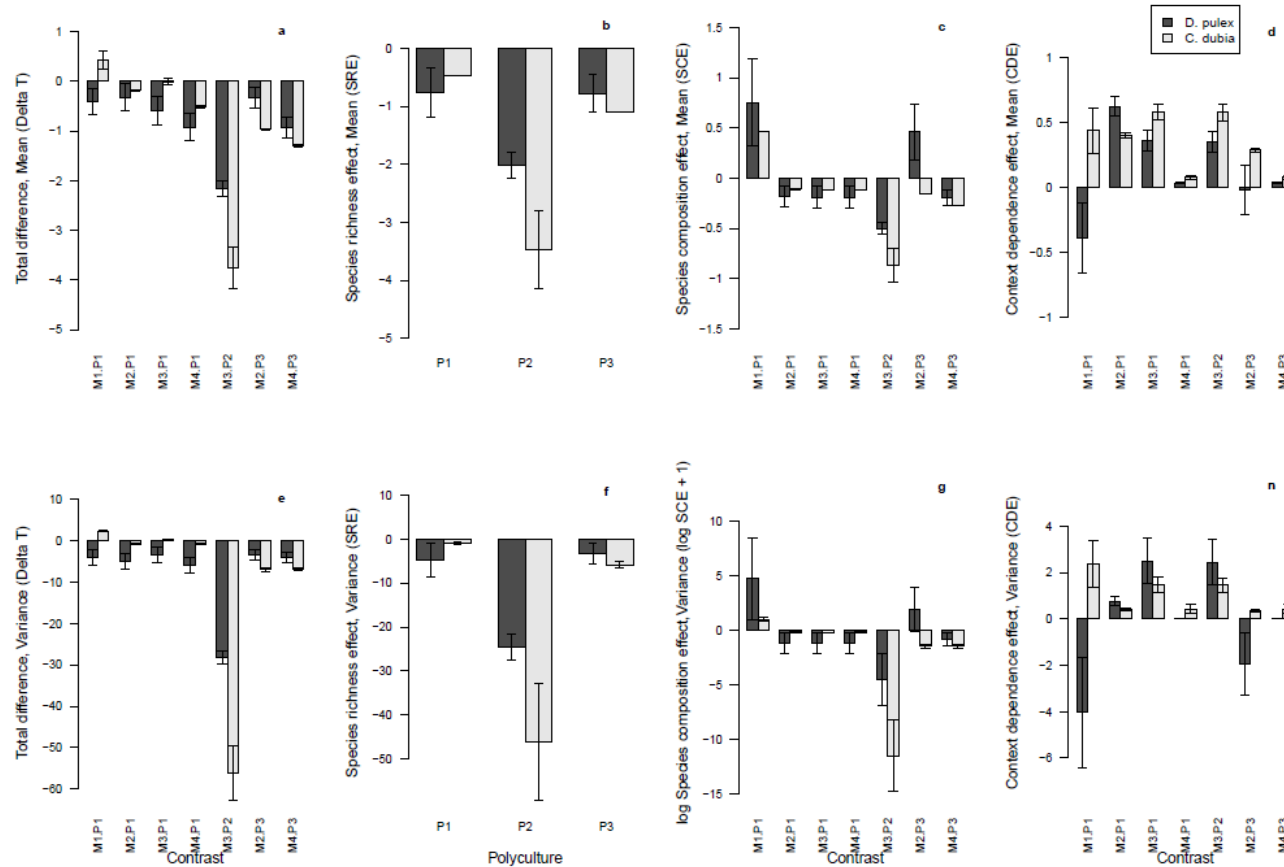 D. pulex
C. dubia
a
Total difference, Mean (Delta T)
1
0
−1
−2
−3
−4
−5
M1.P1
M2.P1
M3.P1
M4.P1
M3.P2
M2.P3
M4.P3
b
Species richness effect, Mean (SRE)
0
−1
−2
−3
−4
−5
P1
P2
P3
c
Species composition effect, Mean (SCE)
1.5
1
0.5
0
−0.5
−1
−1.5
M1.P1
M2.P1
M3.P1
M4.P1
M3.P2
M2.P3
M4.P3
d
Context dependence effect, Mean (CDE)
1
0.5
0
−0.5
−1
M1.P1
M2.P1
M3.P1
M4.P1
M3.P2
M2.P3
M4.P3
e
Total difference, Variance (Delta T)
10
0
−10
−20
−30
−40
−50
−60
M1.P1
M2.P1
M3.P1
M4.P1
M3.P2
M2.P3
M4.P3
Contrast
f
Species richness effect, Variance (SRE)
10
0
−10
−20
−30
−40
−50
P1
P2
P3
Polyculture
g
log Species composition effect, Variance (log SCE + 1)
10
5
0
−5
−10
−15
M1.P1
M2.P1
M3.P1
M4.P1
M3.P2
M2.P3
M4.P3
Contrast
n
Context dependence effect, Variance (CDE)
4
2
0
−2
−4
−6
M1.P1
M2.P1
M3.P1
M4.P1
M3.P2
M2.P3
M4.P3
Contrast